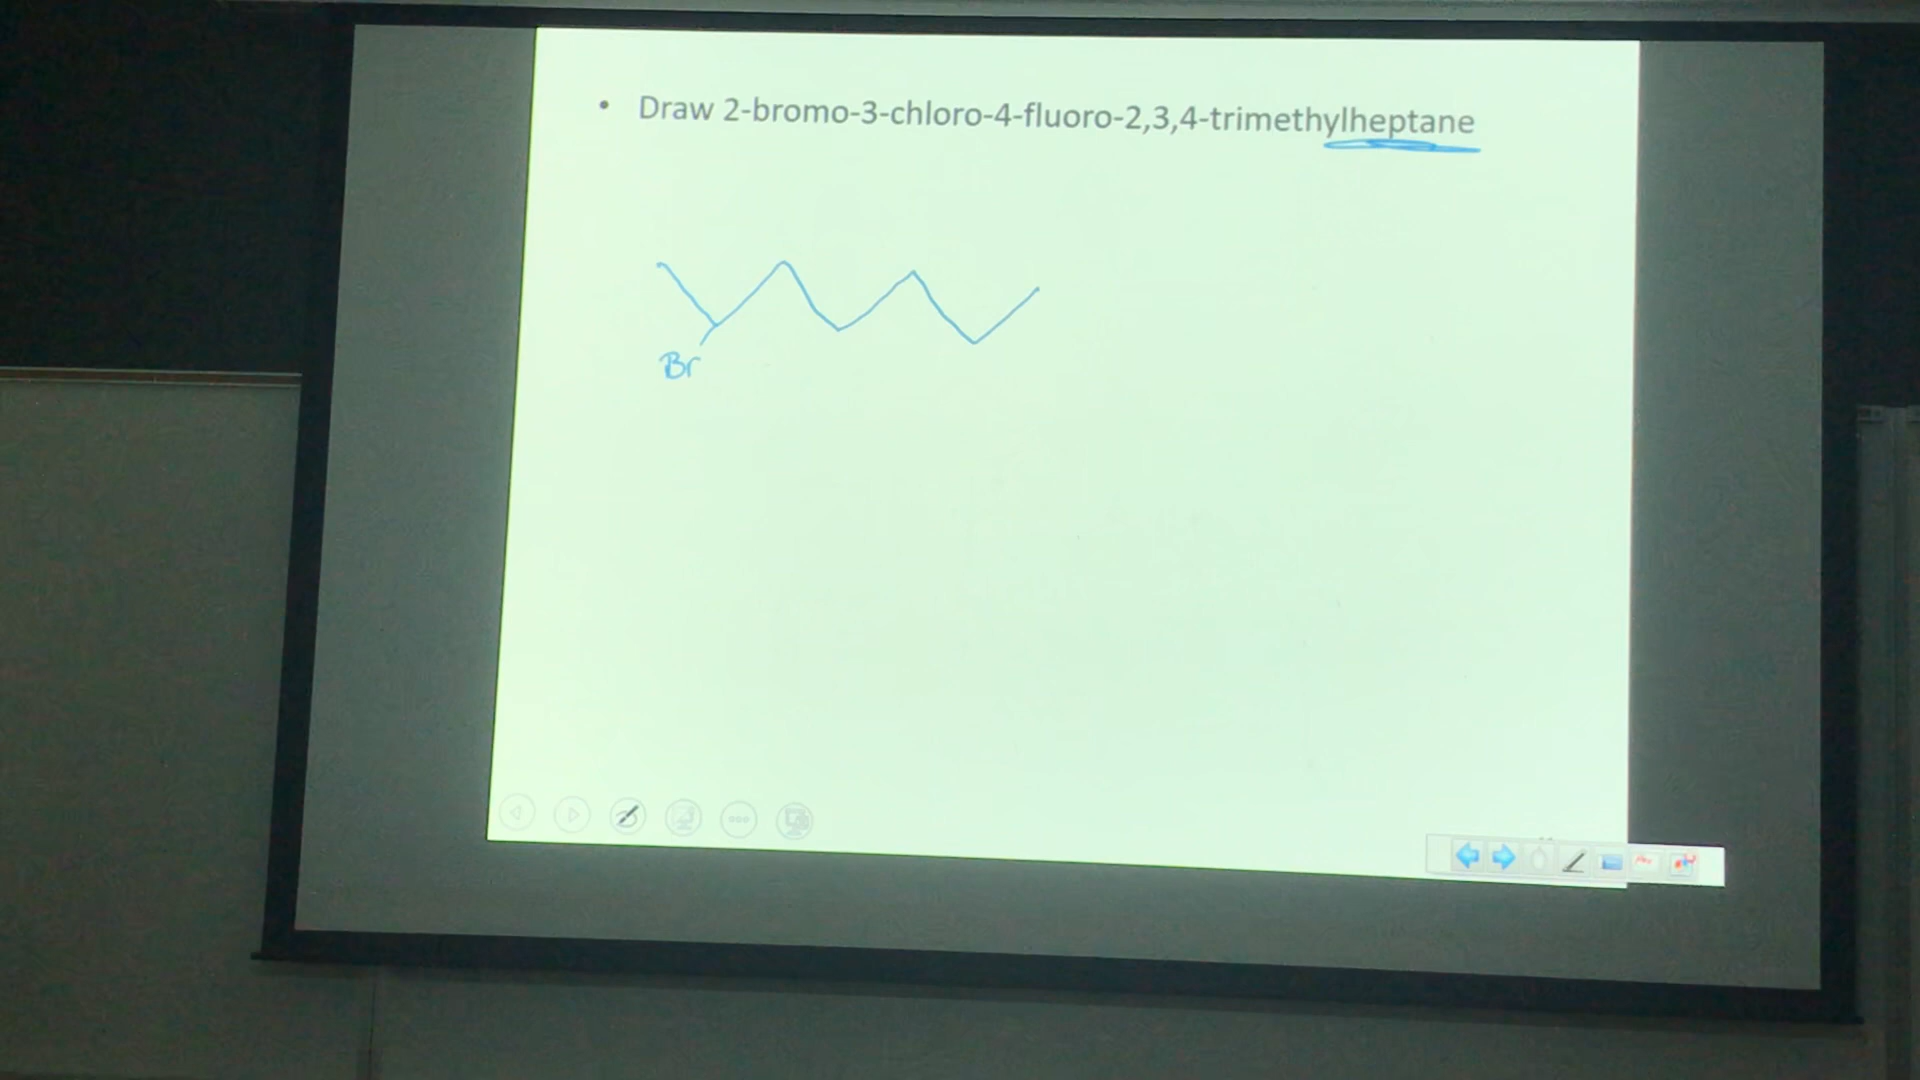 • Draw 2-bromo-3-chloro-4-fluoro-2,3,4-trimethylheptane
Br